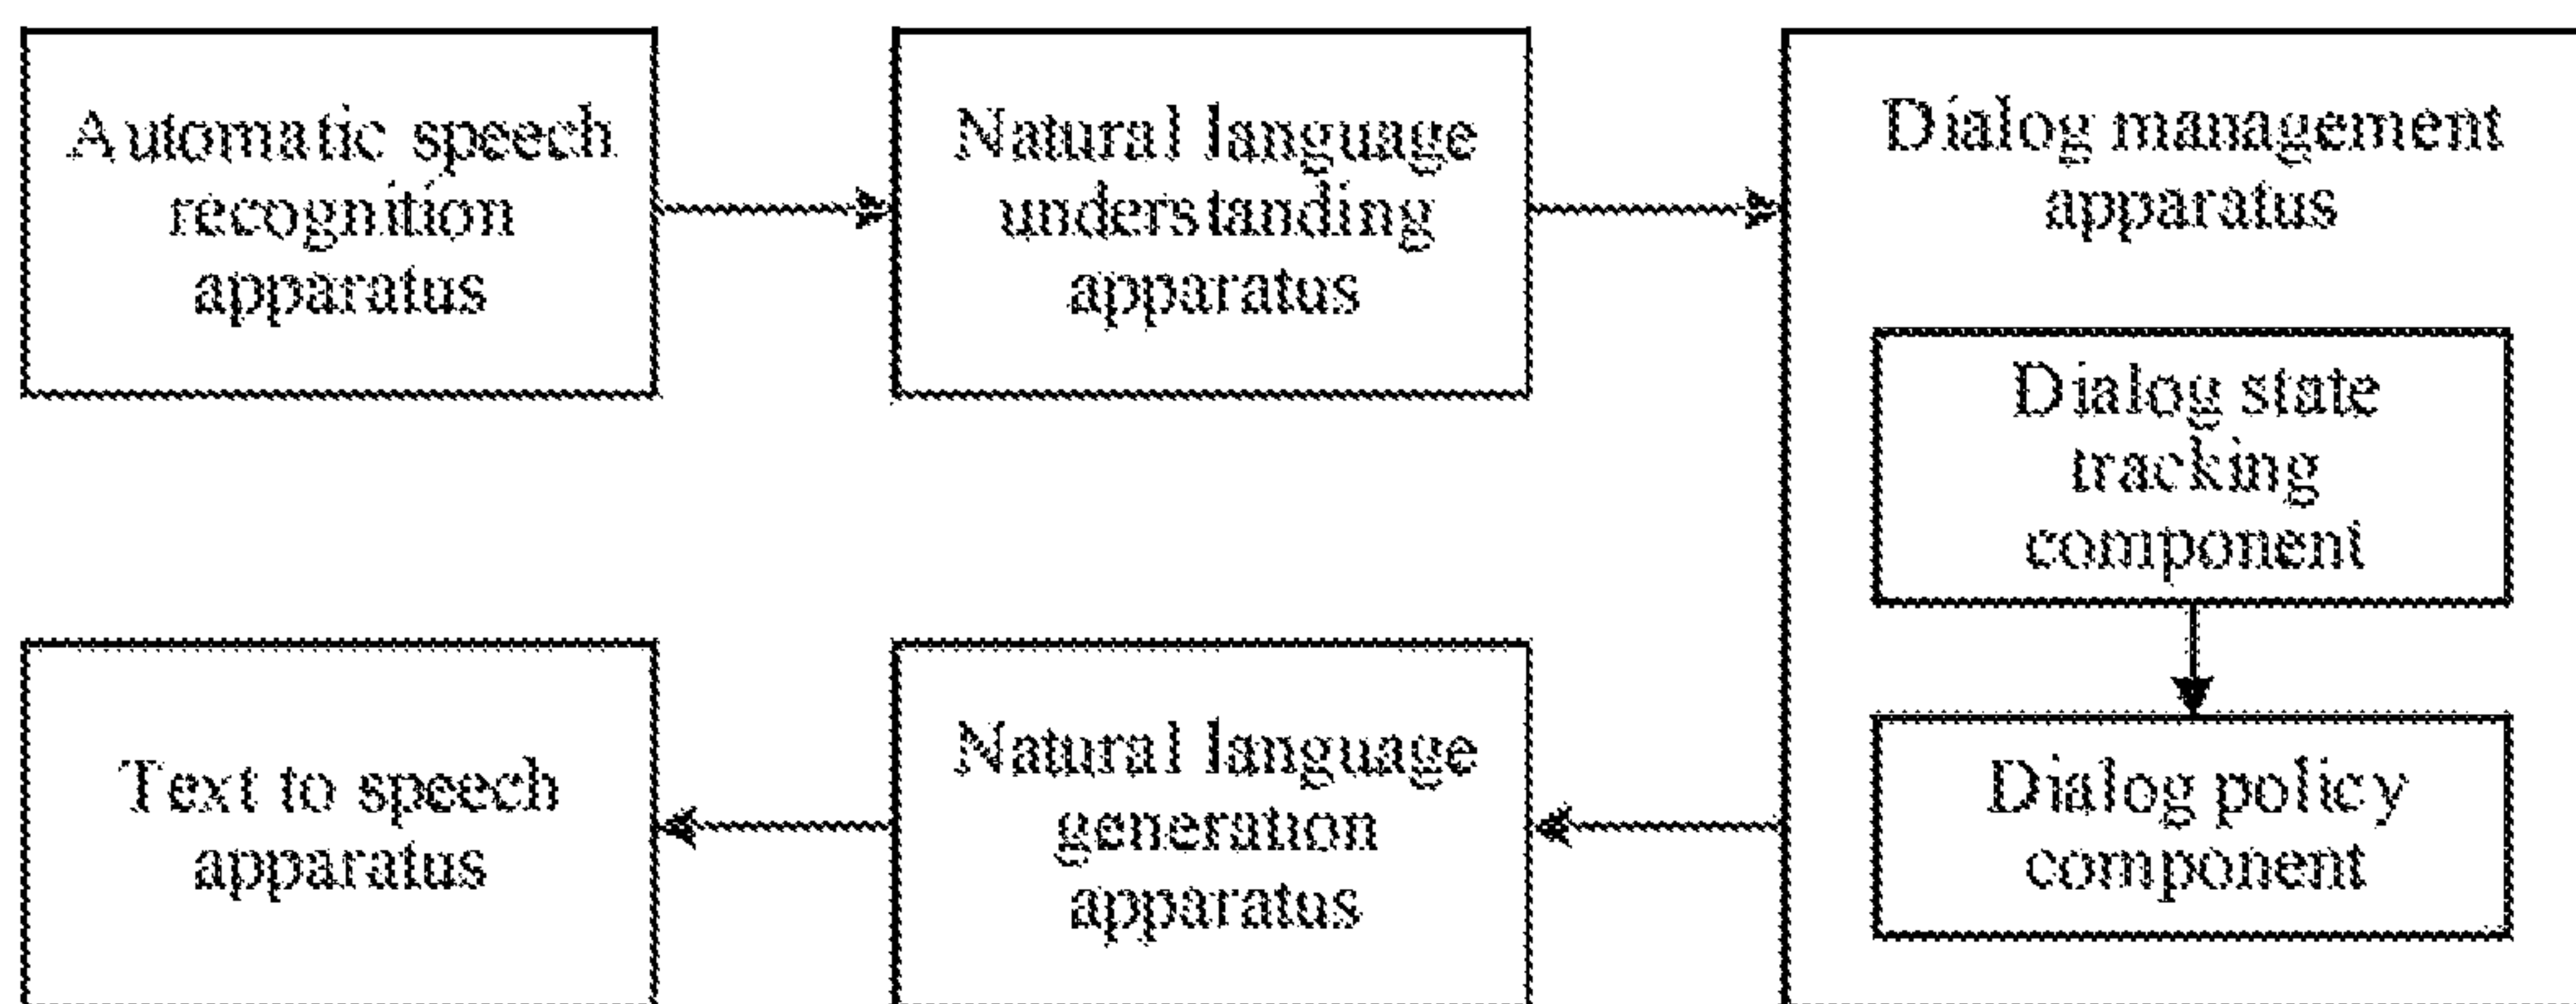 Automatic speech
recognition
apparatus
Natural language
understanding
apparatus
Dialog management
apparatus
Dialog state
tracking
component
Dialog policy
component
Natural language
generation
apparatus
Text to speech
apparatus